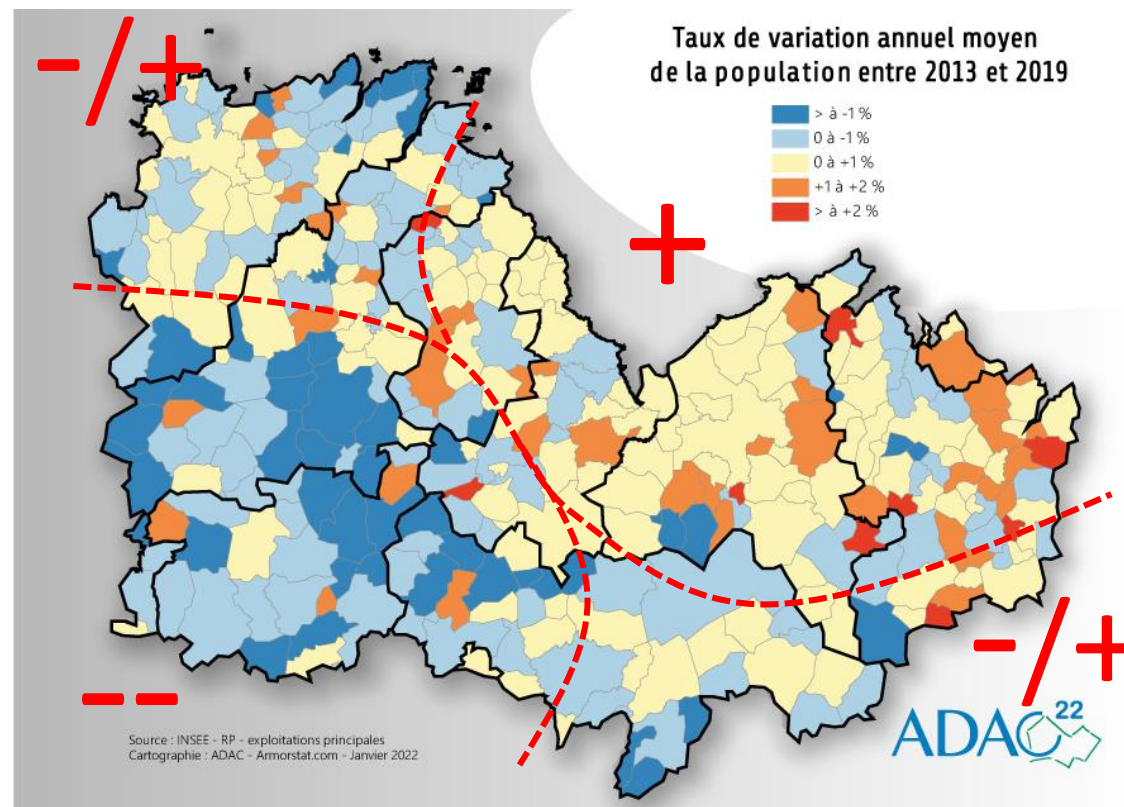 Taux de variation annuel moyen
de la population entre 2013 et 2019
> à -1 %
0 à -1%
0 à +1%
+1 à +2 %
> à +2 %
-/+
+
--
-/+
Source : INSEE - RP - exploitations principales
Cartographie : ADAC - Armorstat.com - Janvier 2022
ADAC 22